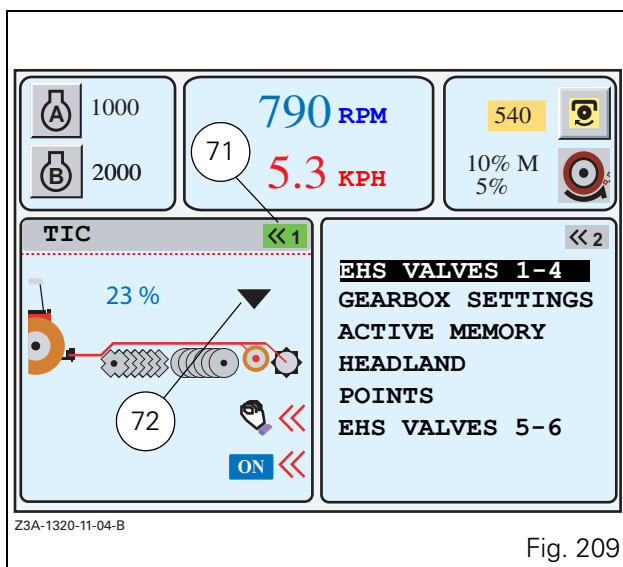 A 1000
B 2000
790 RPM
5.3 KPH
540
10% M
5%
71
TIC
1
23 %
72
ON
2
EHS VALVES 1-4
GEARBOX SETTINGS
ACTIVE MEMORY
HEADLAND
POINTS
EHS VALVES 5-6
Z3A-1320-11-04-B
Fig. 209